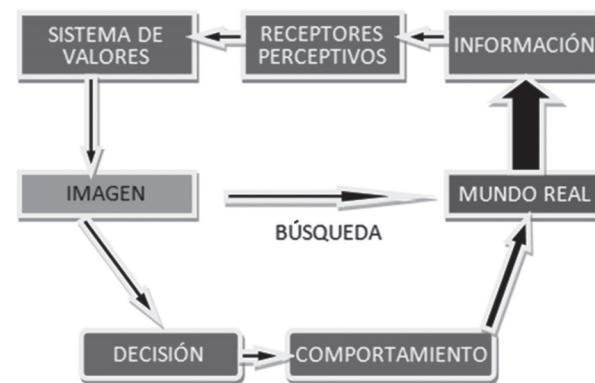 SISTEMA DE
VALORES
RECEPTORES
PERCEPTIVOS
INFORMACIÓN
IMAGEN
BÚSQUEDA
MUNDO REAL
DECISIÓN
COMPORTAMIENTO